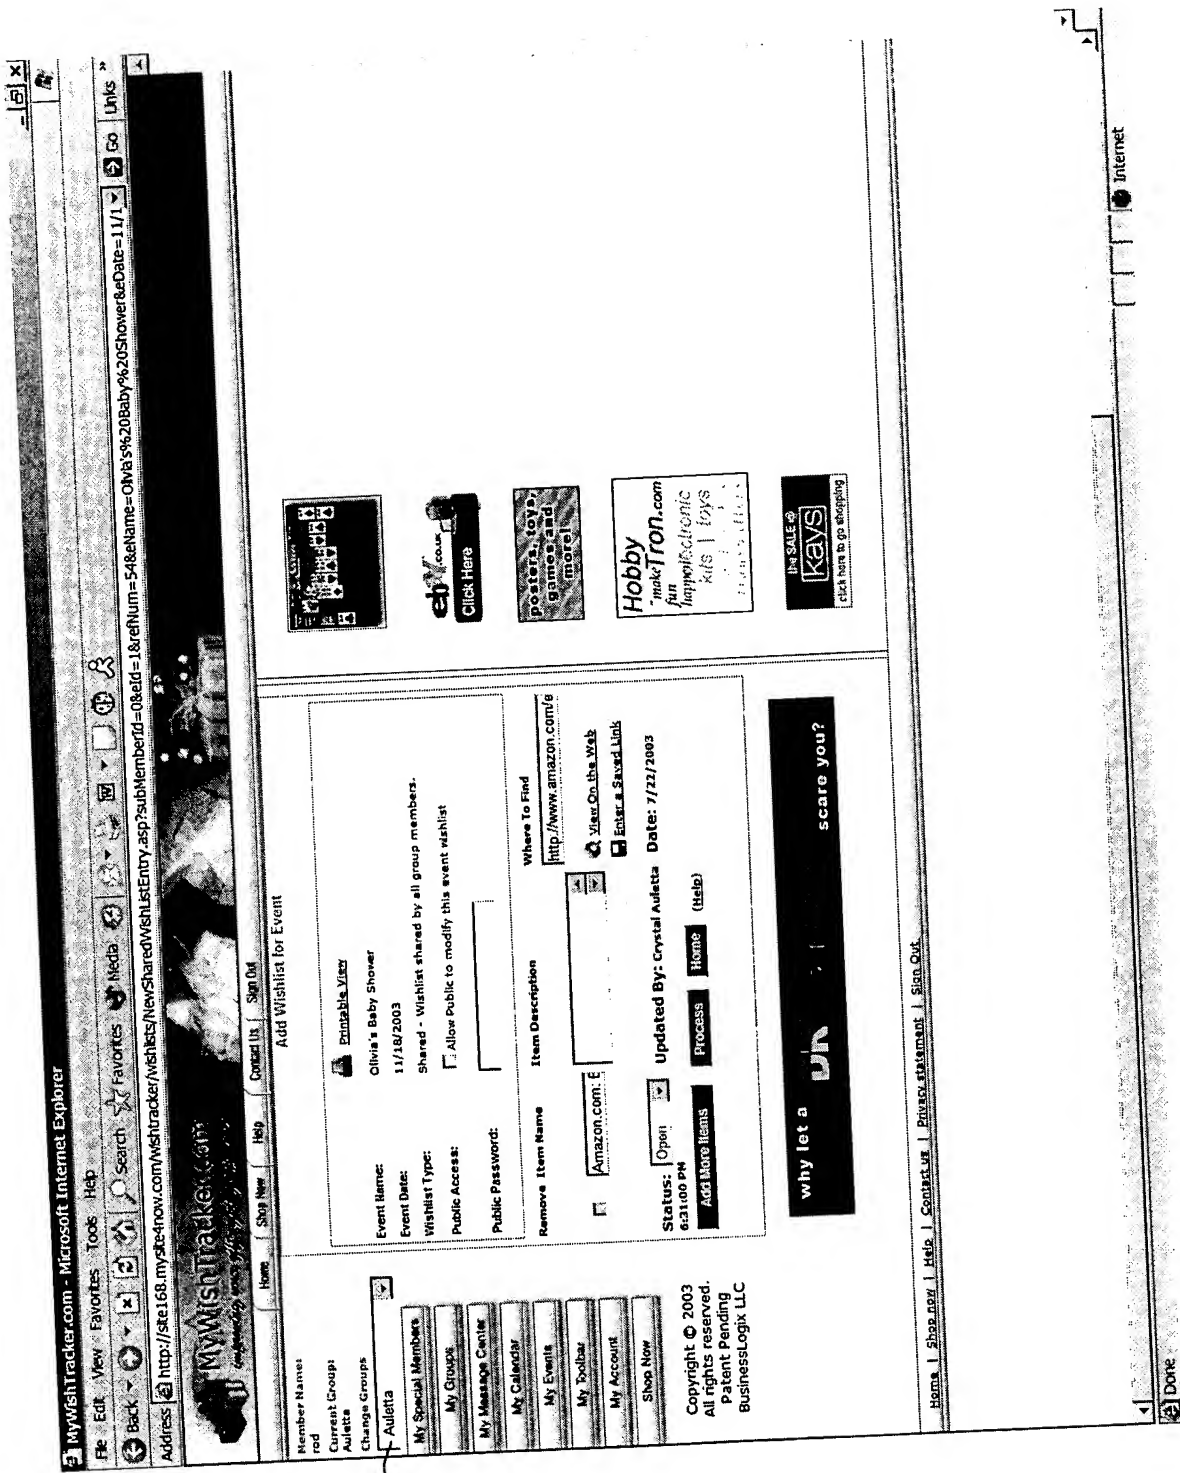 MyWishTracker.com - Microsoft Internet Explorer
File Edit View Favorites Tools Help
Back Search Favorites Media
Address http://site168.mysite4now.com/wishtracker/wishlists/NewSharedWishListEntry.asp?subMemberId=0&eId=1&refNum=54&eName=Olivia's%20Baby%20Shower&eDate=11/1 Go Links »
MyWishTracker.com
Home Shop Now Help Contact Us Sign Out
Add Wishlist for Event
Member Name:
rod
Current Group:
Auletta
Change Groups
Auletta
My Special Members
My Groups
My Message Center
My Calendar
My Events
My Toolbar
My Account
Shop Now
Copyright © 2003
All rights reserved.
Patent Pending
BusinessLogix LLC
Printable View
Event Name: Olivia's Baby Shower
Event Date: 11/18/2003
Wishlist Type: Shared - Wishlist shared by all group members.
Public Access: Allow Public to modify this event wishlist
Public Password:
Remove Item Name Item Description Where To Find
Amazon.com: B http://www.amazon.com/e
View On the Web
Enter a Saved Link
Status: Open Updated By: Crystal Auletta Date: 7/22/2003
6:31:00 PM
Add More Items Process Home (Help)
why let a scare you?
ebay.co.uk
Click Here
posters, toys,
games and
more!
Hobby
Tron.com
"make
fun
happen"
electronic
kits | toys
the SALE @
kays
click here to go shopping
Home | Shop now | Help | Contact us | Privacy statement | Sign Out
Done Internet